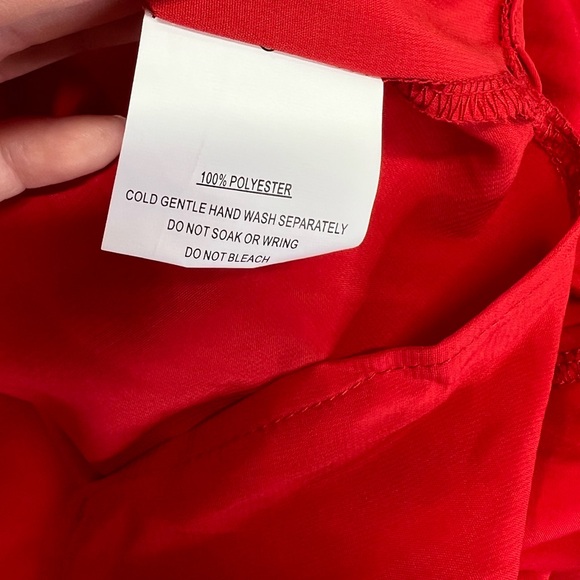 100% POLYESTER
COLD GENTLE HAND WASH SEPARATELY
DO NOT SOAK OR WRING
DO NOT BLEACH